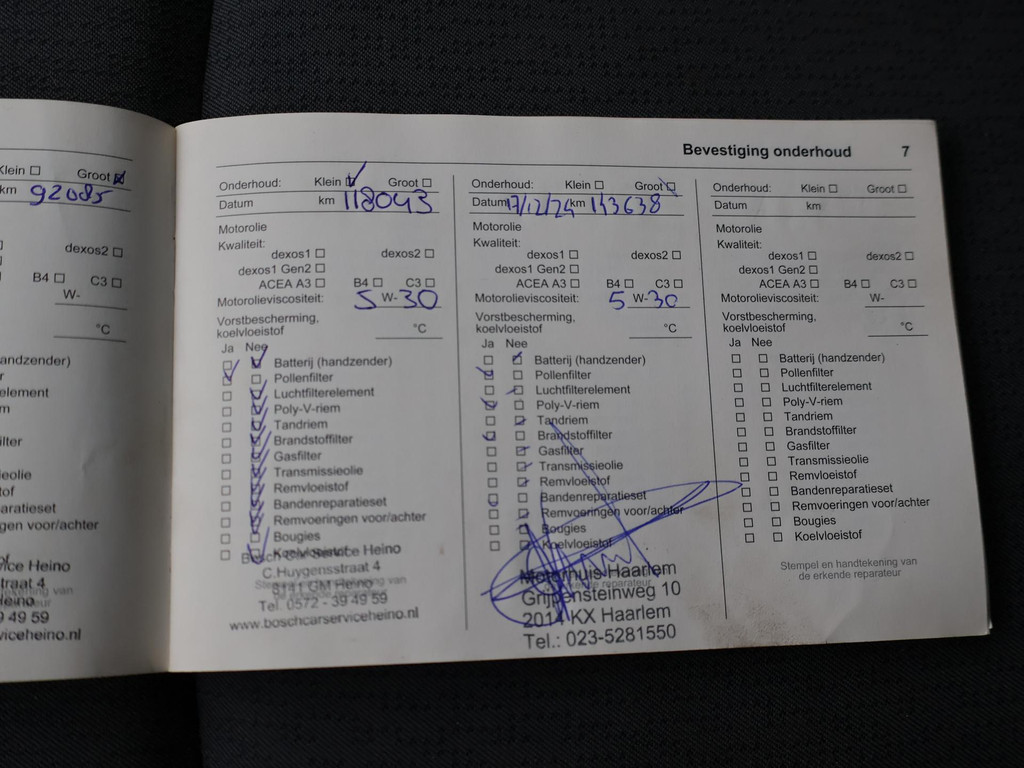 Klein ☐ Groot ☒
km 92085
dexos2 ☐
B4 ☐ C3 ☐
W-
°C
andzender)
r
element
m
ilter
eolie
tof
aratieset
gen voor/achter
Heino
traat 4
Heino
9 49 59
viceheino.nl
Bevestiging onderhoud 7
Onderhoud: Klein ☑ Groot ☐
Datum km 118043
Motorolie
Kwaliteit:
dexos1 ☐ dexos2 ☐
dexos1 Gen2 ☐
ACEA A3 ☐ B4 ☐ C3 ☐
Motorolieviscositeit: 5 W-30
Vorstbescherming,
koelvloeistof °C
Ja Nee
☐ ☑ Batterij (handzender)
☑ ☐ Pollenfilter
☐ ☑ Luchtfilterelement
☐ ☑ Poly-V-riem
☐ ☑ Tandriem
☐ ☑ Brandstoffilter
☐ ☑ Gasfilter
☐ ☑ Transmissieolie
☐ ☑ Remvloeistof
☐ ☑ Bandenreparatieset
☐ ☑ Remvoeringen voor/achter
☐ ☑ Bougies
☐ ☑ Koelvloeistof
Bosch Car Service Heino
C.Huygensstraat 4
8141 GM Heino
Tel. 0572 - 39 49 59
www.boschcarserviceheino.nl
Onderhoud: Klein ☐ Groot ☑
Datum 17/12/24 km 143638
Motorolie
Kwaliteit:
dexos1 ☐ dexos2 ☐
dexos1 Gen2 ☐
ACEA A3 ☐ B4 ☐ C3 ☐
Motorolieviscositeit: 5 W-30
Vorstbescherming,
koelvloeistof °C
Ja Nee
☐ ☑ Batterij (handzender)
☑ ☐ Pollenfilter
☐ ☑ Luchtfilterelement
☑ ☐ Poly-V-riem
☐ ☑ Tandriem
☑ ☐ Brandstoffilter
☐ ☑ Gasfilter
☐ ☑ Transmissieolie
☐ ☑ Remvloeistof
☑ ☐ Bandenreparatieset
☐ ☑ Remvoeringen voor/achter
☐ ☑ Bougies
☐ ☑ Koelvloeistof
Motorhuis Haarlem
Grijpensteinweg 10
2014 KX Haarlem
Tel.: 023-5281550
Onderhoud: Klein ☐ Groot ☐
Datum km
Motorolie
Kwaliteit:
dexos1 ☐ dexos2 ☐
dexos1 Gen2 ☐
ACEA A3 ☐ B4 ☐ C3 ☐
Motorolieviscositeit: W-
Vorstbescherming,
koelvloeistof °C
Ja Nee
☐ ☐ Batterij (handzender)
☐ ☐ Pollenfilter
☐ ☐ Luchtfilterelement
☐ ☐ Poly-V-riem
☐ ☐ Tandriem
☐ ☐ Brandstoffilter
☐ ☐ Gasfilter
☐ ☐ Transmissieolie
☐ ☐ Remvloeistof
☐ ☐ Bandenreparatieset
☐ ☐ Remvoeringen voor/achter
☐ ☐ Bougies
☐ ☐ Koelvloeistof
Stempel en handtekening van
de erkende reparateur